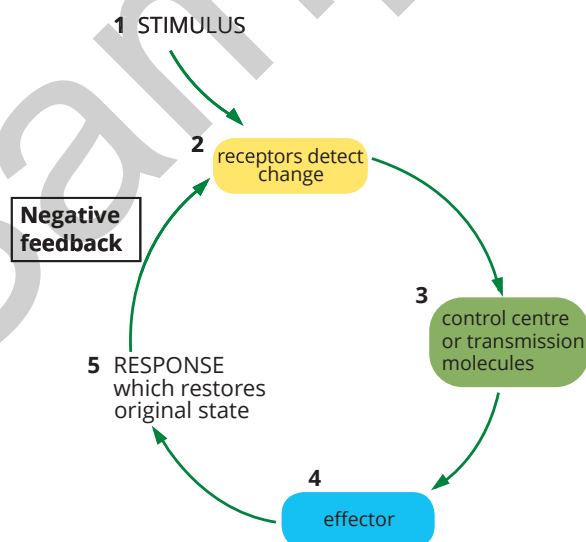 1 STIMULUS
2
receptors detect
change
Negative
feedback
3
control centre
or transmission
molecules
5 RESPONSE
which restores
original state
4
effector